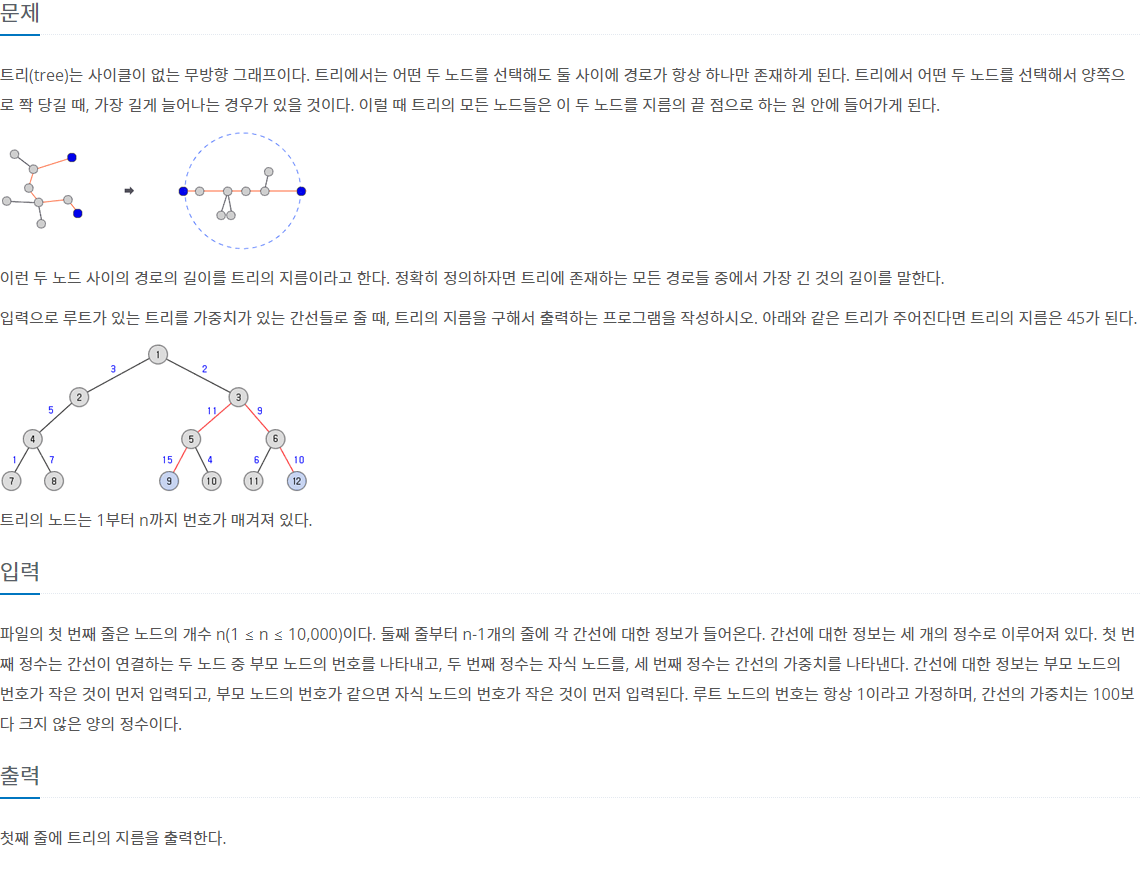 문제
트리(tree)는 사이클이 없는 무방향 그래프이다. 트리에서는 어떤 두 노드를 선택해도 둘 사이에 경로가 항상 하나만 존재하게 된다. 트리에서 어떤 두 노드를 선택해서 양쪽으
로 쫙 당길 때, 가장 길게 늘어나는 경우가 있을 것이다. 이럴 때 트리의 모든 노드들은 이 두 노드를 지름의 끝 점으로 하는 원 안에 들어가게 된다.
이런 두 노드 사이의 경로의 길이를 트리의 지름이라고 한다. 정확히 정의하자면 트리에 존재하는 모든 경로들 중에서 가장 긴 것의 길이를 말한다.
입력으로 루트가 있는 트리를 가중치가 있는 간선들로 줄 때, 트리의 지름을 구해서 출력하는 프로그램을 작성하시오. 아래와 같은 트리가 주어진다면 트리의 지름은 45가 된다.
1
3 2
2 3
5 11 9
4 5 6
1 7 15 4 6 10
7 8 9 10 11 12
트리의 노드는 1부터 n까지 번호가 매겨져 있다.
입력
파일의 첫 번째 줄은 노드의 개수 n(1 ≤ n ≤ 10,000)이다. 둘째 줄부터 n-1개의 줄에 각 간선에 대한 정보가 들어온다. 간선에 대한 정보는 세 개의 정수로 이루어져 있다. 첫 번
째 정수는 간선이 연결하는 두 노드 중 부모 노드의 번호를 나타내고, 두 번째 정수는 자식 노드를, 세 번째 정수는 간선의 가중치를 나타낸다. 간선에 대한 정보는 부모 노드의
번호가 작은 것이 먼저 입력되고, 부모 노드의 번호가 같으면 자식 노드의 번호가 작은 것이 먼저 입력된다. 루트 노드의 번호는 항상 1이라고 가정하며, 간선의 가중치는 100보
다 크지 않은 양의 정수이다.
출력
첫째 줄에 트리의 지름을 출력한다.